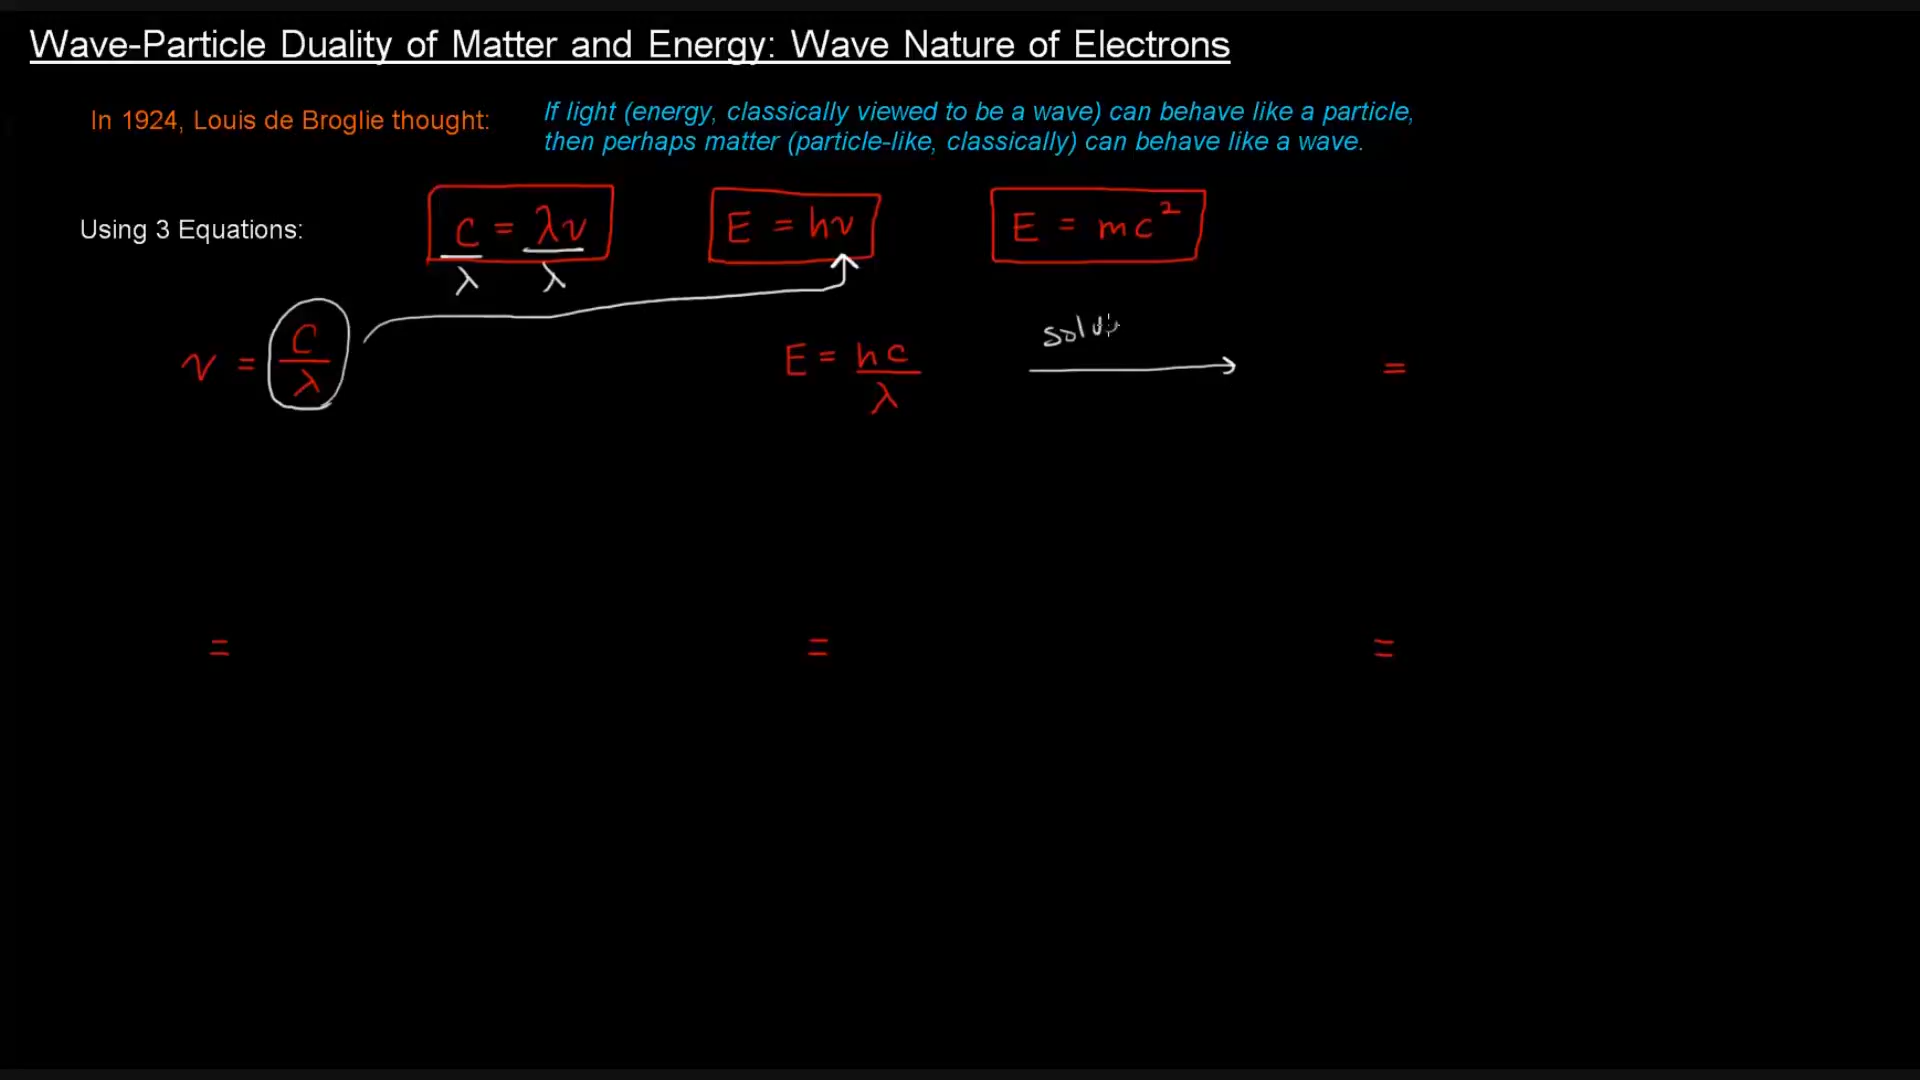 Wave-Particle Duality of Matter and Energy: Wave Nature of Electrons
In 1924, Louis de Broglie thought:
If light (energy, classically viewed to be a wave) can behave like a particle,
then perhaps matter (particle-like, classically) can behave like a wave.
Using 3 Equations:
C = λν
E = hν
E = mc²
λ λ
ν = C/λ
E = hc/λ
solv
=
=
=
=